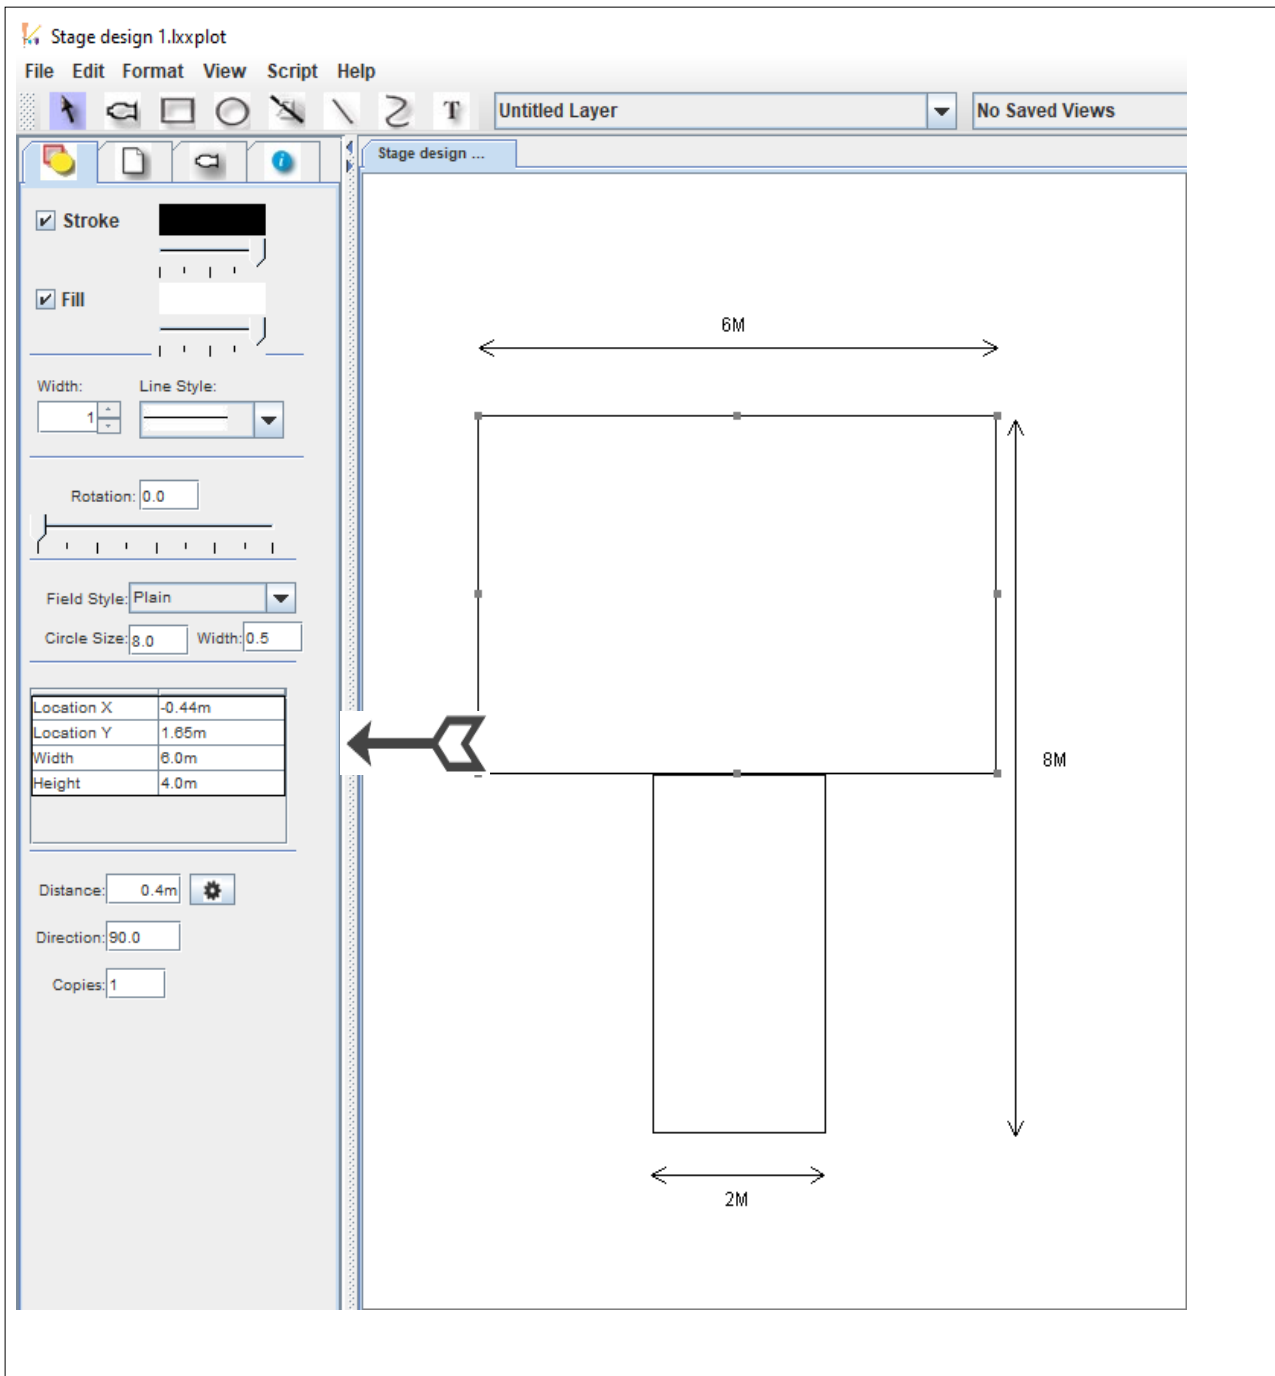 Stage design 1.lxxplot
File Edit Format View Script Help
T Untitled Layer No Saved Views
Stage design ...
Stroke
Fill
6M
Width: Line Style:
1
Rotation: 0.0
Field Style: Plain
Circle Size: 8.0 Width: 0.5
Location X -0.44m
Location Y 1.65m
Width 6.0m
Height 4.0m
8M
Distance: 0.4m
Direction: 90.0
Copies: 1
2M